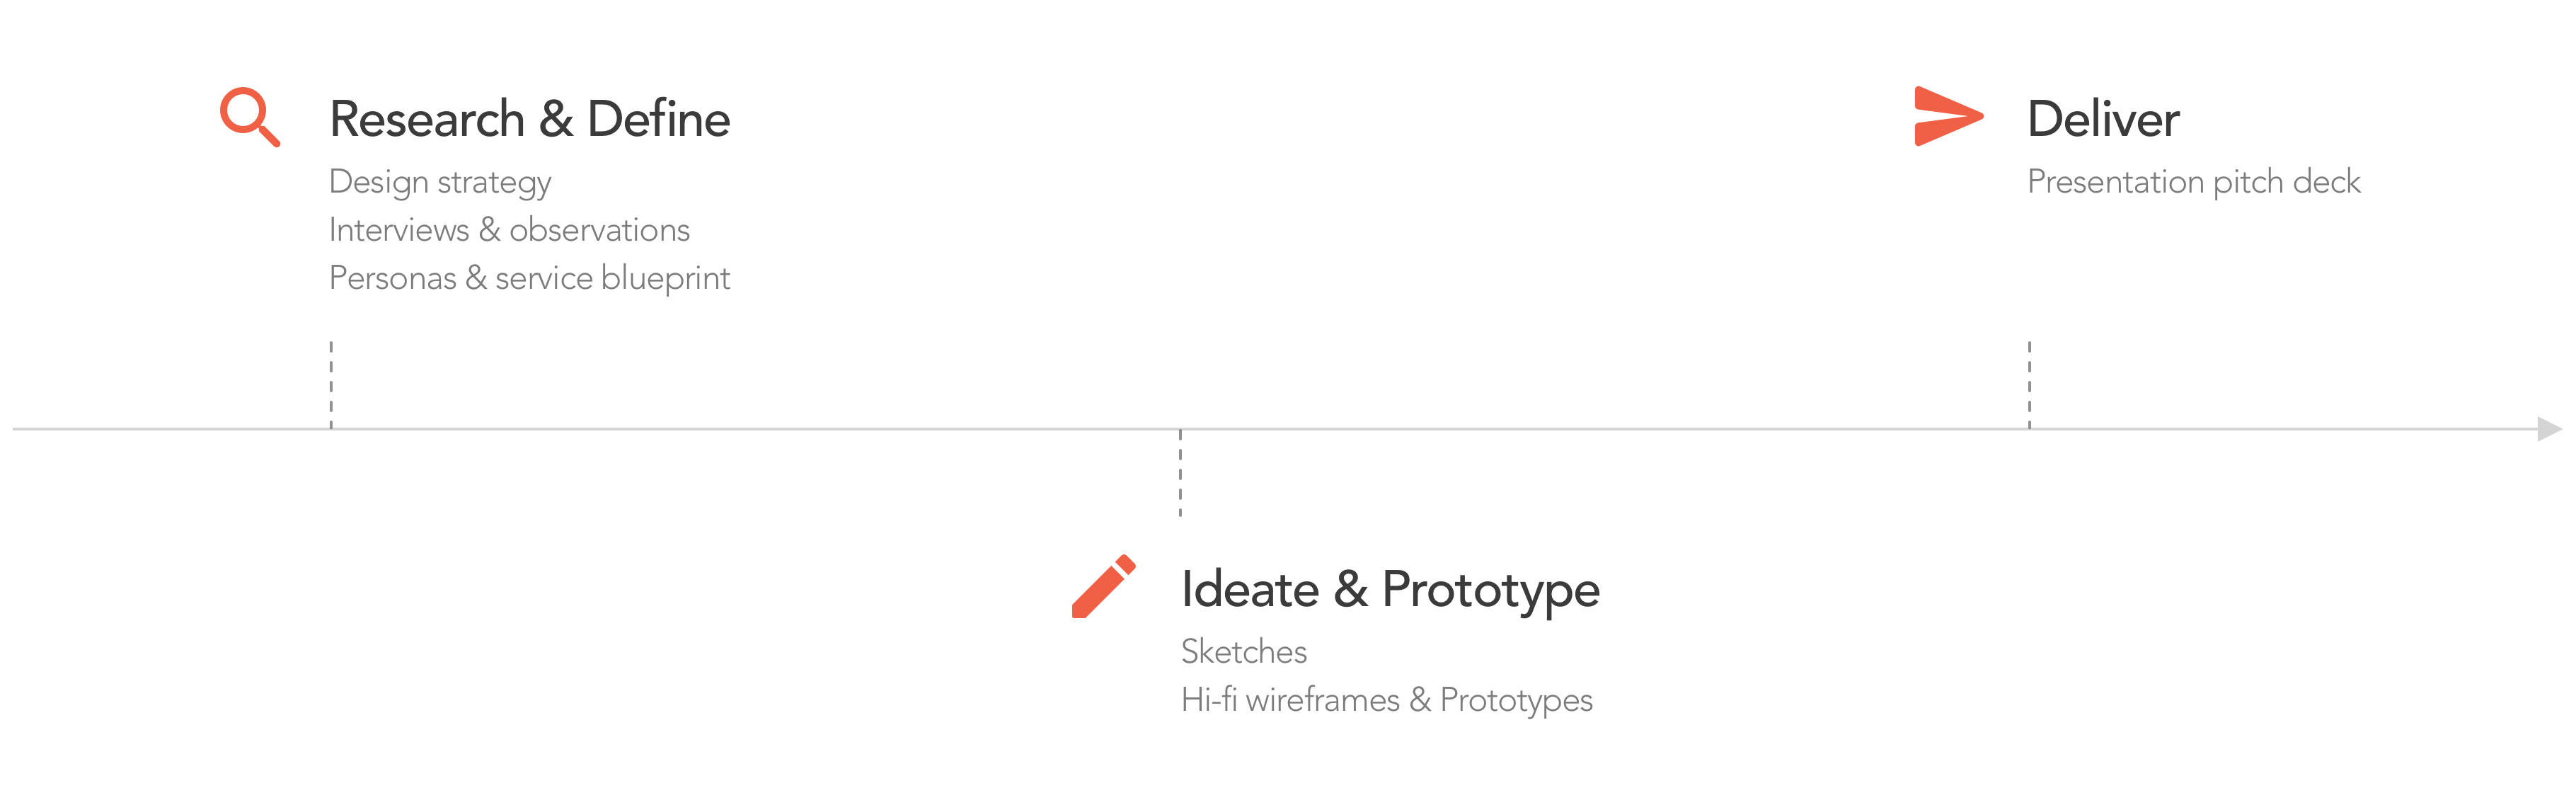 Research & Define
Design strategy
Interviews & observations
Personas & service blueprint
Ideate & Prototype
Sketches
Hi-fi wireframes & Prototypes
Deliver
Presentation pitch deck